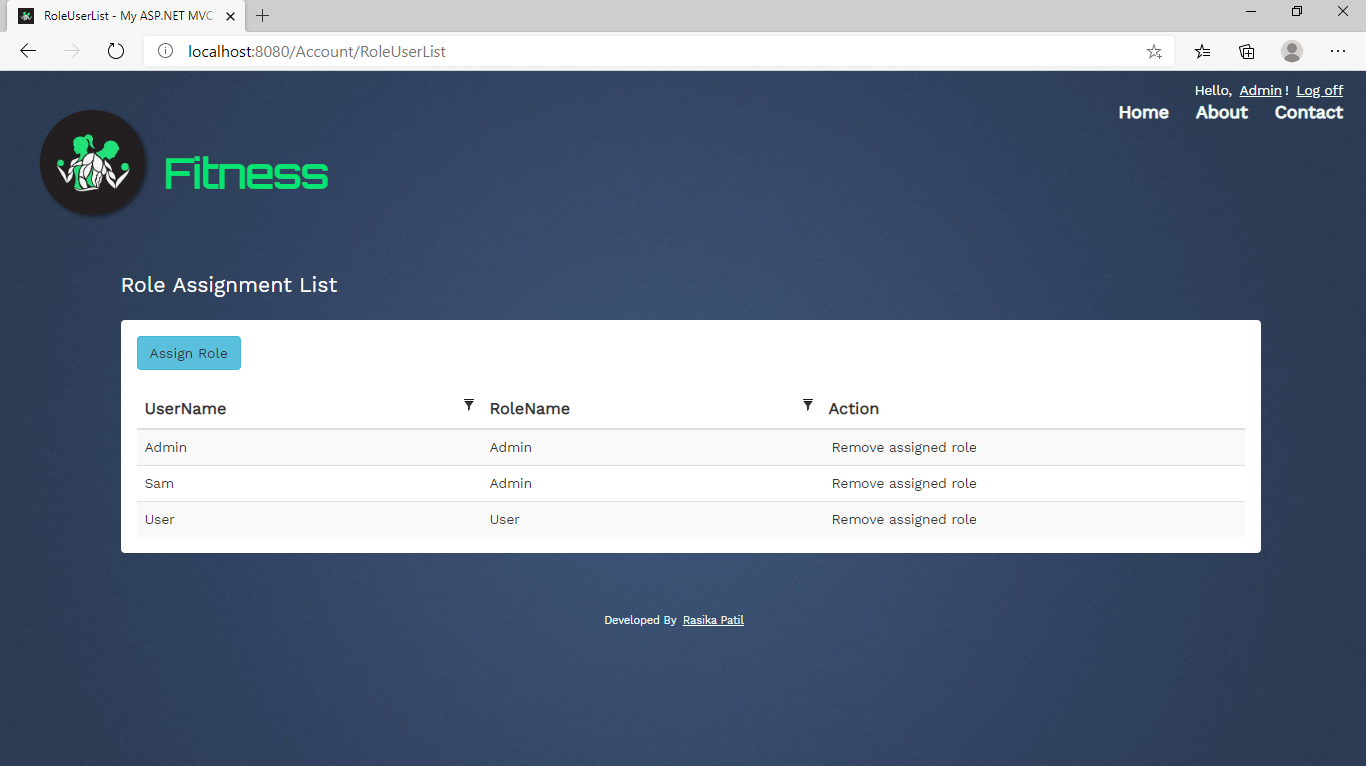 RoleUserList - My ASP.NET MVC
localhost:8080/Account/RoleUserList
Hello, Admin ! Log off
Home About Contact
Fitness
Role Assignment List
Assign Role
UserName RoleName Action
Admin Admin Remove assigned role
Sam Admin Remove assigned role
User User Remove assigned role
Developed By Rasika Patil